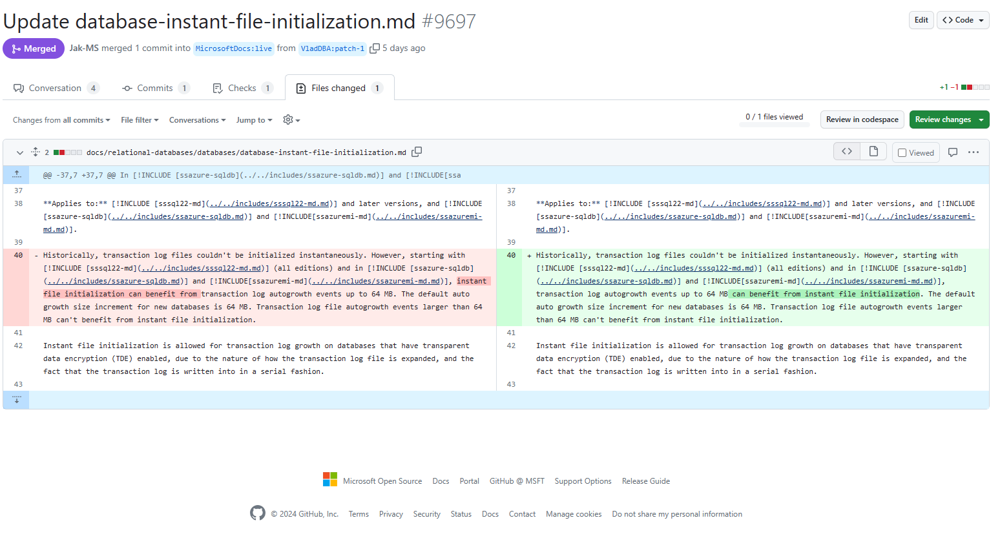 Update database-instant-file-initialization.md #9697
Edit
<> Code
Merged
Jak-MS merged 1 commit into MicrosoftDocs:live from VladDBA:patch-1 5 days ago
Conversation 4
Commits 1
Checks 1
Files changed 1
+1 −1
Changes from all commits
File filter
Conversations
Jump to
0 / 1 files viewed
Review in codespace
Review changes
2 docs/relational-databases/databases/database-instant-file-initialization.md
Viewed
@@ -37,7 +37,7 @@ In [!INCLUDE [ssazure-sqldb](../../includes/ssazure-sqldb.md)] and [!INCLUDE[ssa
37
38 **Applies to:** [!INCLUDE [sssql22-md](../../includes/sssql22-md.md)] and later versions, and [!INCLUDE
[ssazure-sqldb](../../includes/ssazure-sqldb.md)] and [!INCLUDE[ssazuremi-md](../../includes/ssazuremi-
md.md)].
39
40 - Historically, transaction log files couldn't be initialized instantaneously. However, starting with
[!INCLUDE [sssql22-md](../../includes/sssql22-md.md)] (all editions) and in [!INCLUDE [ssazure-sqldb]
(../../includes/ssazure-sqldb.md)] and [!INCLUDE[ssazuremi-md](../../includes/ssazuremi-md.md)], instant
file initialization can benefit from transaction log autogrowth events up to 64 MB. The default auto
growth size increment for new databases is 64 MB. Transaction log file autogrowth events larger than 64
MB can't benefit from instant file initialization.
41
42 Instant file initialization is allowed for transaction log growth on databases that have transparent
data encryption (TDE) enabled, due to the nature of how the transaction log file is expanded, and the
fact that the transaction log is written into in a serial fashion.
43
37
38 **Applies to:** [!INCLUDE [sssql22-md](../../includes/sssql22-md.md)] and later versions, and [!INCLUDE
[ssazure-sqldb](../../includes/ssazure-sqldb.md)] and [!INCLUDE[ssazuremi-md](../../includes/ssazuremi-
md.md)].
39
40 + Historically, transaction log files couldn't be initialized instantaneously. However, starting with
[!INCLUDE [sssql22-md](../../includes/sssql22-md.md)] (all editions) and in [!INCLUDE [ssazure-sqldb]
(../../includes/ssazure-sqldb.md)] and [!INCLUDE[ssazuremi-md](../../includes/ssazuremi-md.md)],
transaction log autogrowth events up to 64 MB can benefit from instant file initialization. The default
auto growth size increment for new databases is 64 MB. Transaction log file autogrowth events larger
than 64 MB can't benefit from instant file initialization.
41
42 Instant file initialization is allowed for transaction log growth on databases that have transparent
data encryption (TDE) enabled, due to the nature of how the transaction log file is expanded, and the
fact that the transaction log is written into in a serial fashion.
43
Microsoft Open Source Docs Portal GitHub @ MSFT Support Options Release Guide
© 2024 GitHub, Inc. Terms Privacy Security Status Docs Contact Manage cookies Do not share my personal information